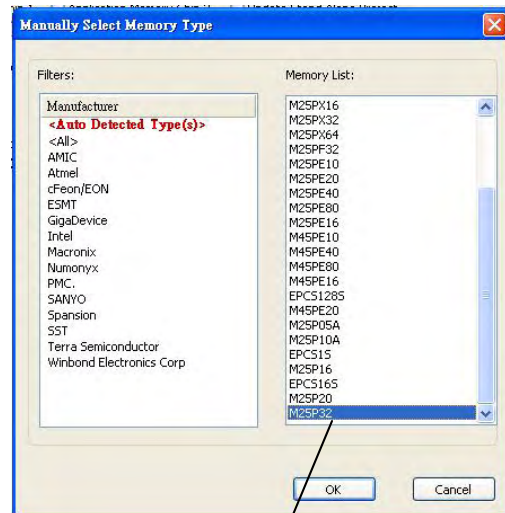 Manually Select Memory Type
Filters:
Manufacturer
<Auto Detected Type(s)>
<All>
AMIC
Atmel
cFeon/EON
ESMT
GigaDevice
Intel
Macronix
Numonyx
PMC.
SANYO
Spansion
SST
Terra Semiconductor
Winbond Electronics Corp
Memory List:
M25PX16
M25PX32
M25PX64
M25PF32
M25PE10
M25PE20
M25PE40
M25PE80
M25PE16
M45PE10
M45PE40
M45PE80
M45PE16
EPCS128S
M45PE20
M25P05A
M25P10A
EPCS1S
M25P16
EPCS16S
M25P20
M25P32
OK
Cancel